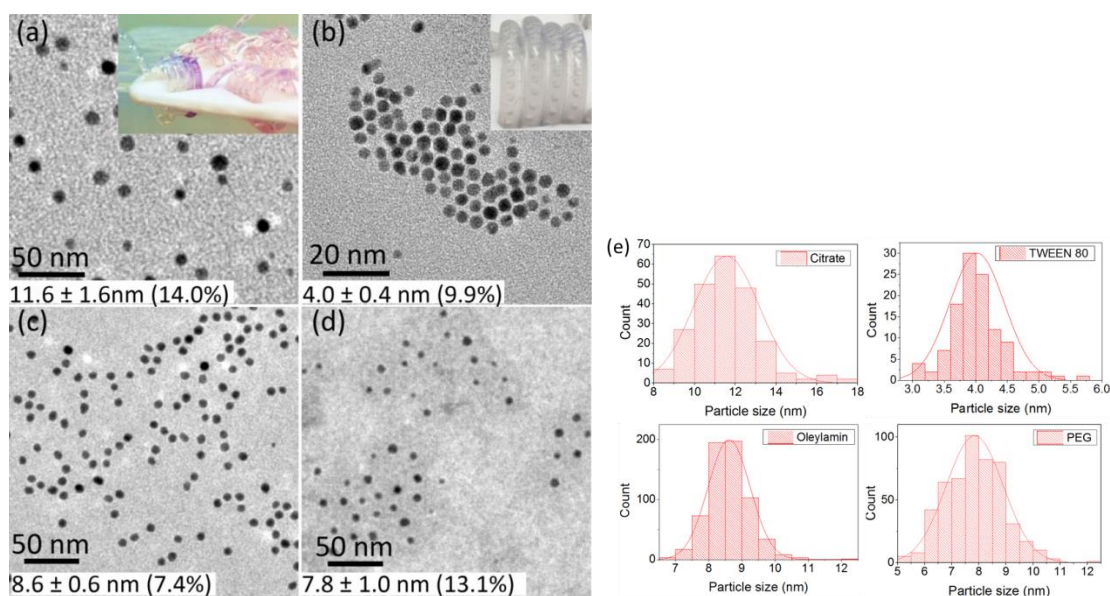 (a)
50 nm
11.6 ± 1.6nm (14.0%)
(b)
20 nm
4.0 ± 0.4 nm (9.9%)
(c)
50 nm
8.6 ± 0.6 nm (7.4%)
(d)
50 nm
7.8 ± 1.0 nm (13.1%)
(e)
Citrate
70
60
50
40
30
20
10
0
Count
8 10 12 14 16 18
Particle size (nm)
TWEEN 80
30
25
20
15
10
5
0
Count
3.0 3.5 4.0 4.5 5.0 5.5 6.0
Particle size (nm)
Oleylamin
200
100
0
Count
7 8 9 10 11 12
Particle size (nm)
PEG
100
50
0
Count
5 6 7 8 9 10 11 12
Particle size (nm)